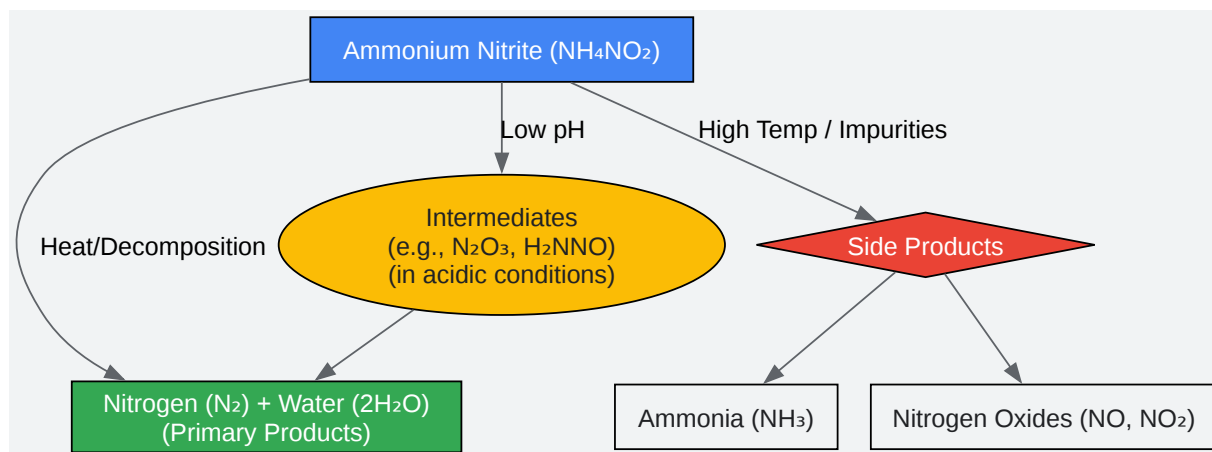 Ammonium Nitrite (NH₄NO₂)
Low pH
High Temp / Impurities
Intermediates
(e.g., N₂O₃, H₂NNO)
(in acidic conditions)
Heat/Decomposition
Side Products
Nitrogen (N₂) + Water (2H₂O)
(Primary Products)
Ammonia (NH₃)
Nitrogen Oxides (NO, NO₂)